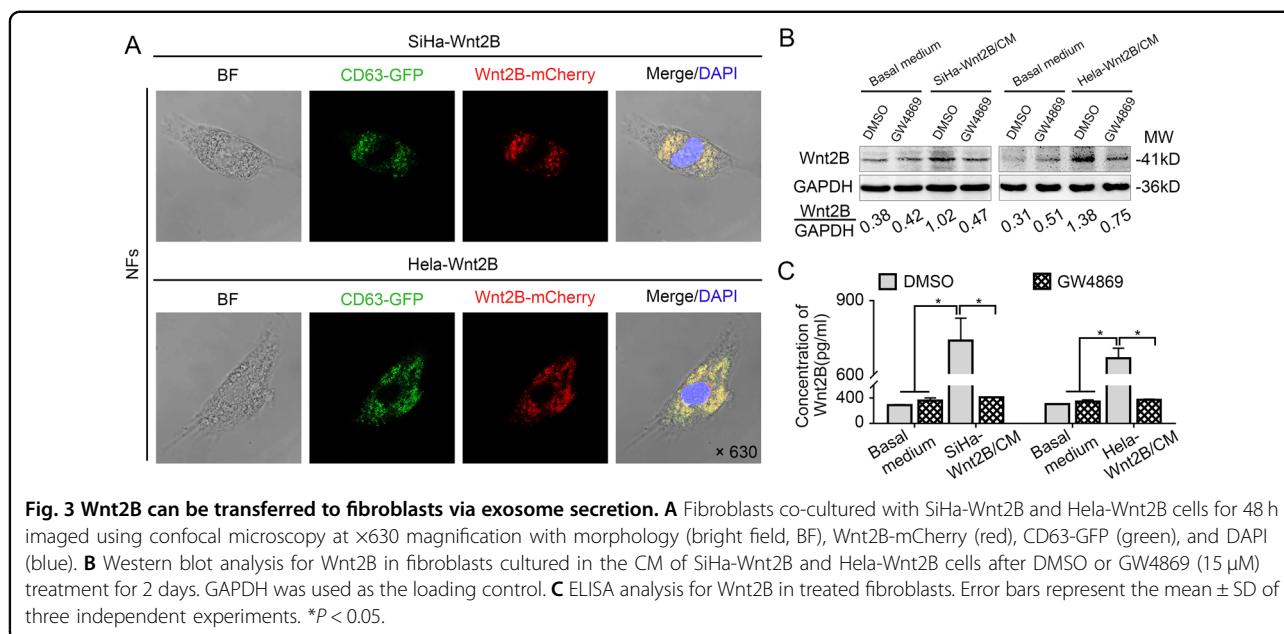 A
SiHa-Wnt2B
BF CD63-GFP Wnt2B-mCherry Merge/DAPI
NFs
Hela-Wnt2B
BF CD63-GFP Wnt2B-mCherry Merge/DAPI
× 630
B
Basal medium SiHa-Wnt2B/CM Basal medium Hela-Wnt2B/CM
DMSO GW4869 DMSO GW4869 DMSO GW4869 DMSO GW4869 MW
Wnt2B -41kD
GAPDH -36kD
Wnt2B
GAPDH 0.38 0.42 1.02 0.47 0.31 0.51 1.38 0.75
C
DMSO GW4869
Concentration of
Wnt2B(pg/ml)
900
600
400
0
* * * *
Basal medium SiHa-Wnt2B/CM Basal medium Hela-Wnt2B/CM
Fig. 3 Wnt2B can be transferred to fibroblasts via exosome secretion. A Fibroblasts co-cultured with SiHa-Wnt2B and Hela-Wnt2B cells for 48 h
imaged using confocal microscopy at ×630 magnification with morphology (bright field, BF), Wnt2B-mCherry (red), CD63-GFP (green), and DAPI
(blue). B Western blot analysis for Wnt2B in fibroblasts cultured in the CM of SiHa-Wnt2B and Hela-Wnt2B cells after DMSO or GW4869 (15 μM)
treatment for 2 days. GAPDH was used as the loading control. C ELISA analysis for Wnt2B in treated fibroblasts. Error bars represent the mean ± SD of
three independent experiments. *P < 0.05.